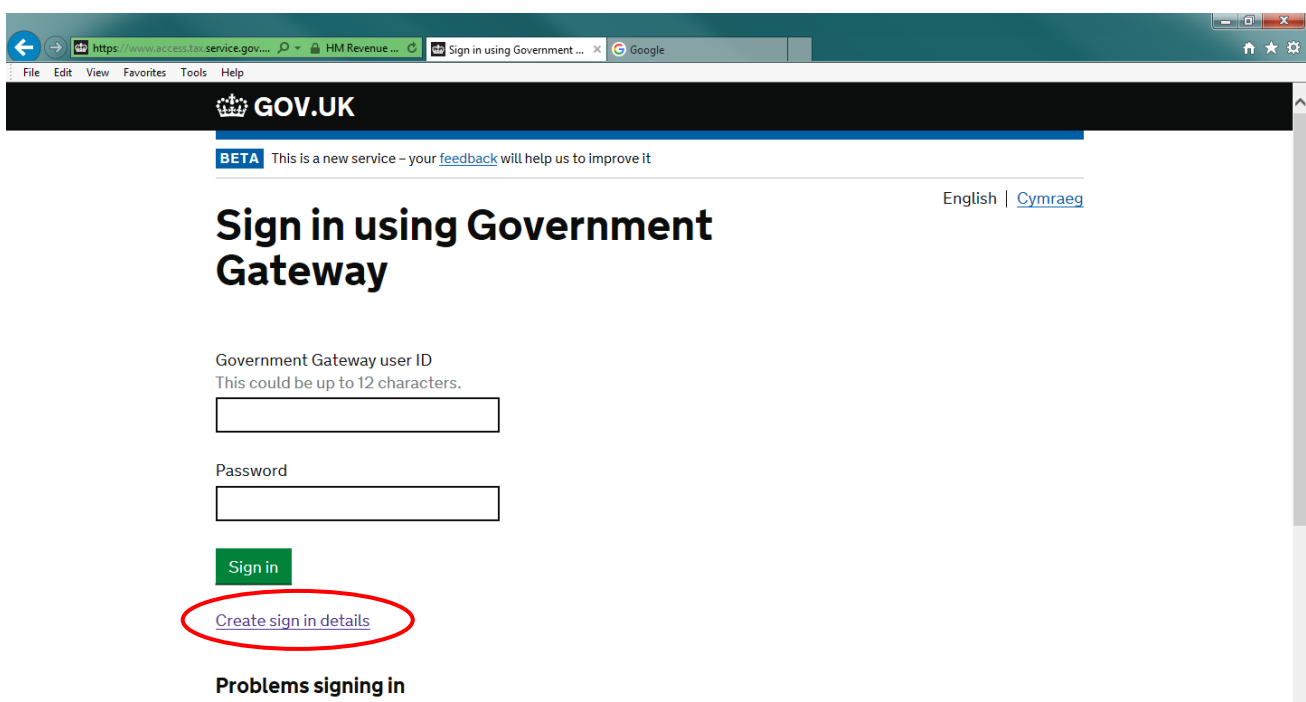 https://www.access.tax.service.gov.... HM Revenue ... Sign in using Government ... Google
File Edit View Favorites Tools Help
GOV.UK
BETA This is a new service – your feedback will help us to improve it
English | Cymraeg
Sign in using Government
Gateway
Government Gateway user ID
This could be up to 12 characters.
Password
Sign in
Create sign in details
Problems signing in